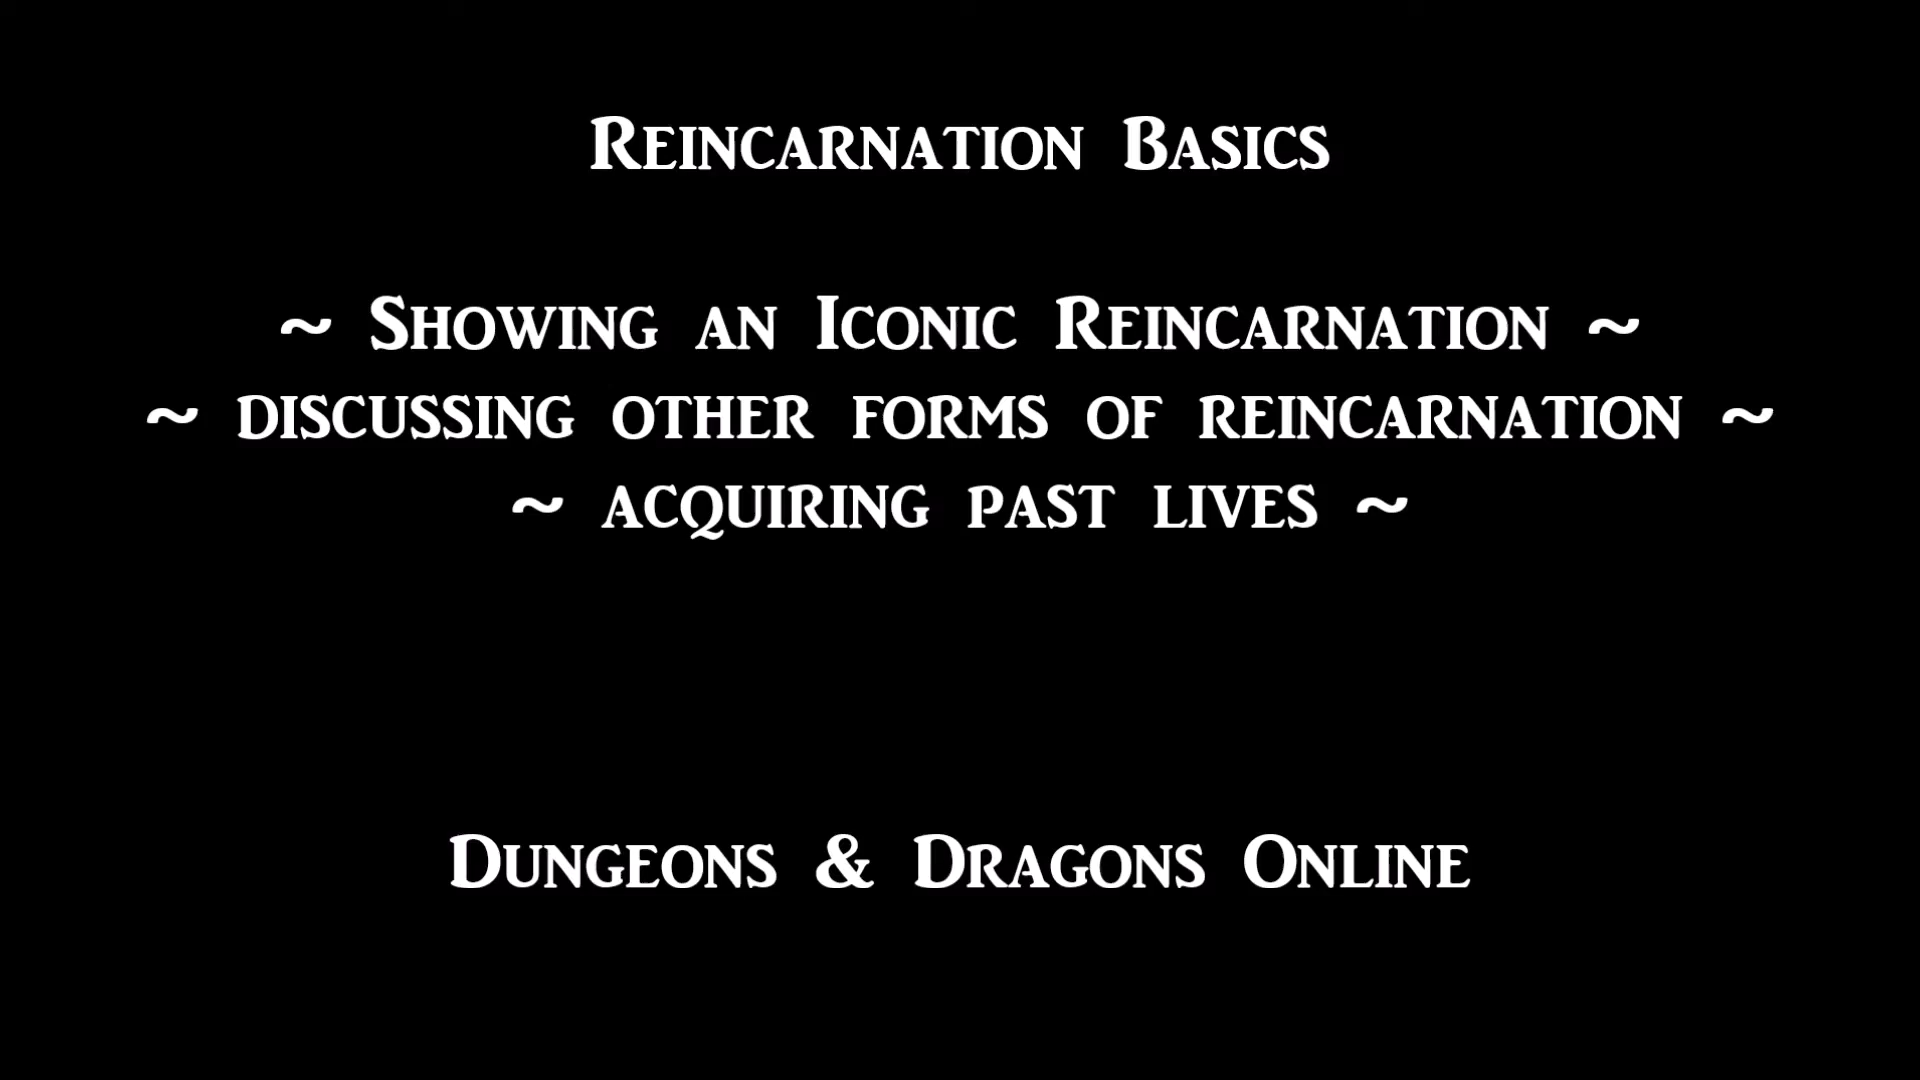 Reincarnation Basics
~ Showing an Iconic Reincarnation ~
~ discussing other forms of reincarnation ~
~ acquiring past lives ~
Dungeons & Dragons Online